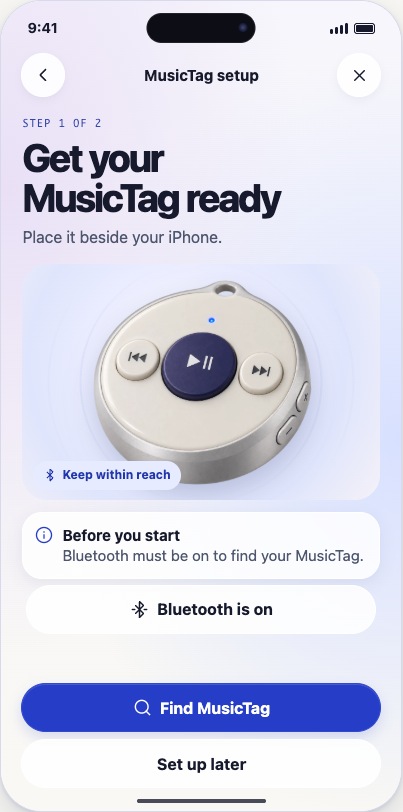 9:41
MusicTag setup
STEP 1 OF 2
Get your
MusicTag ready
Place it beside your iPhone.
Keep within reach
Before you start
Bluetooth must be on to find your MusicTag.
Bluetooth is on
Find MusicTag
Set up later